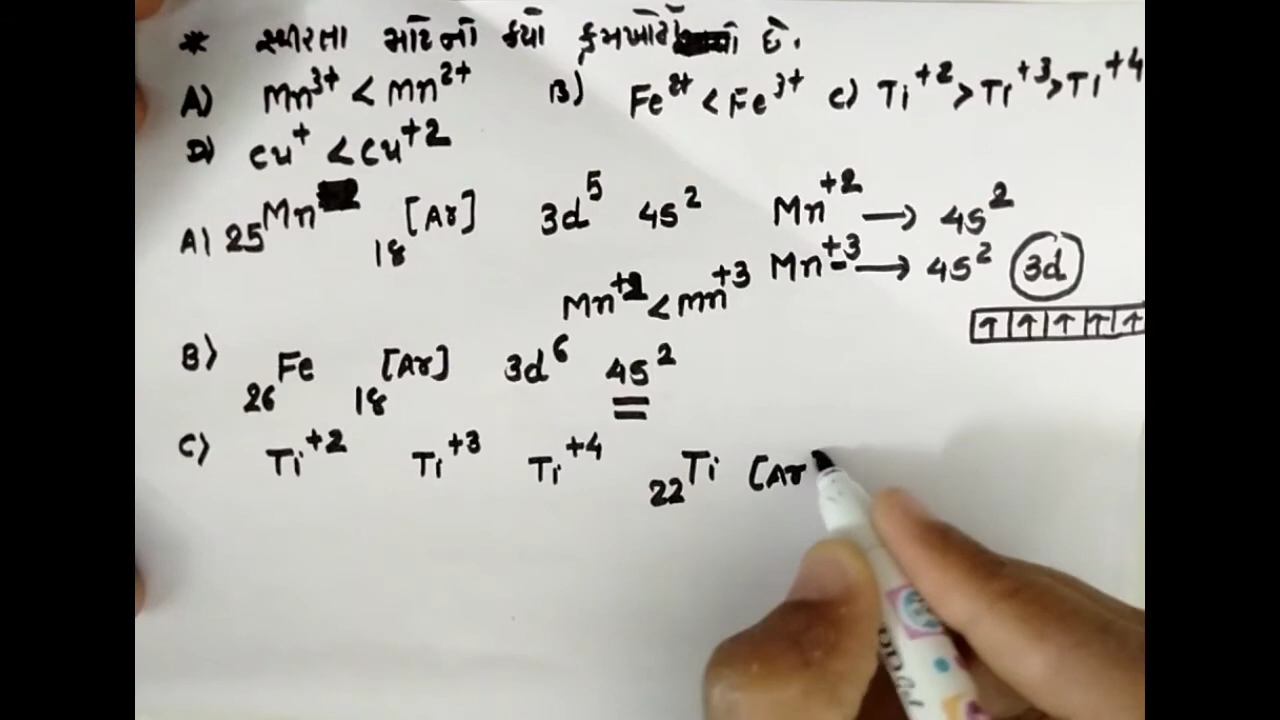 * સ્થિરતા માટેનો કયો ક્રમ ખોટો છે.
A) Mn³⁺ < Mn²⁺ B) Fe²⁺ < Fe³⁺ C) Ti⁺² > Ti⁺³ > Ti⁺⁴
D) Cu⁺ < Cu⁺²
A) ₂₅Mn ₁₈[Ar] 3d⁵ 4s² Mn⁺² → 4s²
Mn⁺³ → 4s² 3d
Mn⁺² < Mn⁺³ ↑ ↑ ↑ ↑ ↑
B) ₂₆Fe ₁₈[Ar] 3d⁶ 4s²
C) Ti⁺² Ti⁺³ Ti⁺⁴ ₂₂Ti [Ar